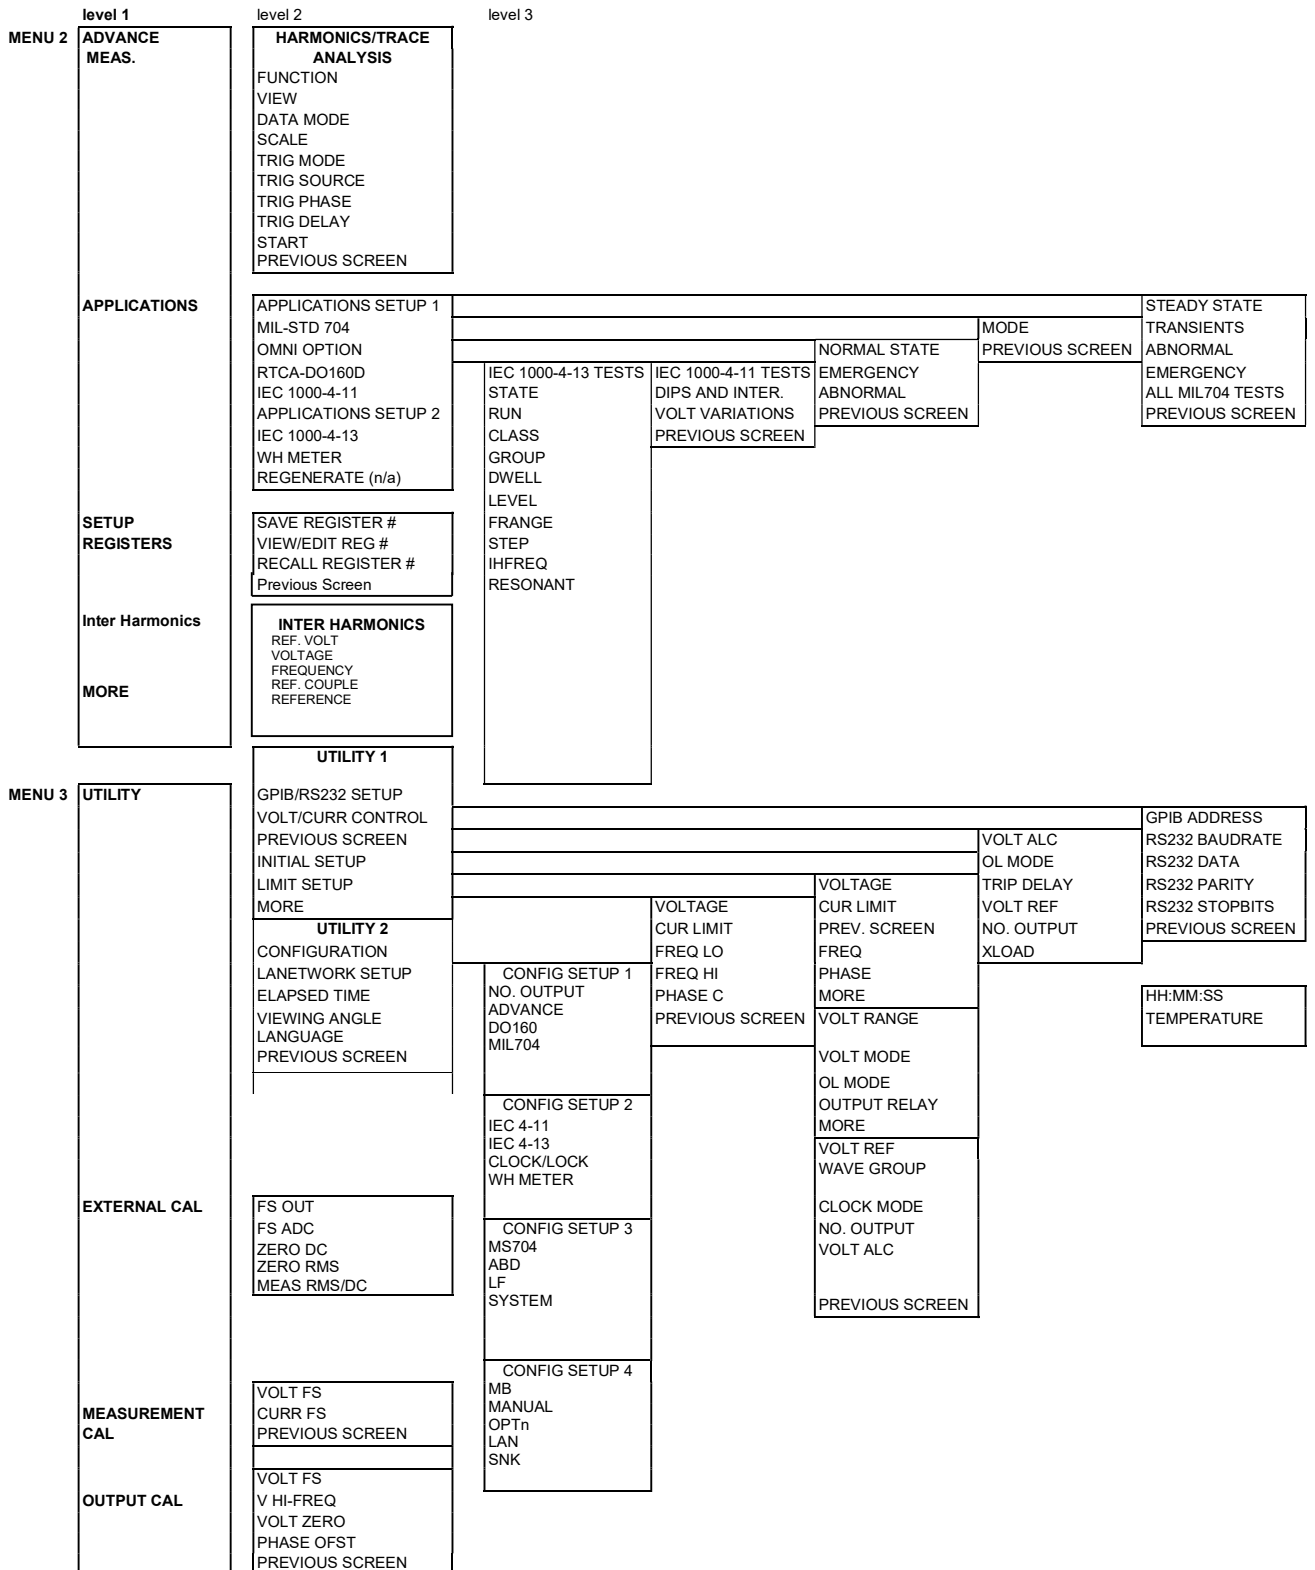 level 1 level 2 level 3
MENU 2 ADVANCE HARMONICS/TRACE
MEAS. ANALYSIS
FUNCTION
VIEW
DATA MODE
SCALE
TRIG MODE
TRIG SOURCE
TRIG PHASE
TRIG DELAY
START
PREVIOUS SCREEN
APPLICATIONS APPLICATIONS SETUP 1 STEADY STATE
MIL-STD 704 MODE TRANSIENTS
OMNI OPTION NORMAL STATE PREVIOUS SCREEN ABNORMAL
RTCA-DO160D IEC 1000-4-13 TESTS IEC 1000-4-11 TESTS EMERGENCY EMERGENCY
IEC 1000-4-11 STATE DIPS AND INTER. ABNORMAL ALL MIL704 TESTS
APPLICATIONS SETUP 2 RUN VOLT VARIATIONS PREVIOUS SCREEN PREVIOUS SCREEN
IEC 1000-4-13 CLASS PREVIOUS SCREEN
WH METER GROUP
REGENERATE (n/a) DWELL
LEVEL
SETUP SAVE REGISTER # FRANGE
REGISTERS VIEW/EDIT REG # STEP
RECALL REGISTER # IHFREQ
Previous Screen RESONANT
Inter Harmonics INTER HARMONICS
REF. VOLT
VOLTAGE
FREQUENCY
REF. COUPLE
MORE REFERENCE
UTILITY 1
MENU 3 UTILITY GPIB/RS232 SETUP
VOLT/CURR CONTROL GPIB ADDRESS
PREVIOUS SCREEN VOLT ALC RS232 BAUDRATE
INITIAL SETUP OL MODE RS232 DATA
LIMIT SETUP VOLTAGE TRIP DELAY RS232 PARITY
MORE VOLTAGE CUR LIMIT VOLT REF RS232 STOPBITS
UTILITY 2 CUR LIMIT PREV. SCREEN NO. OUTPUT PREVIOUS SCREEN
CONFIGURATION FREQ LO FREQ XLOAD
LANETWORK SETUP CONFIG SETUP 1 FREQ HI PHASE
ELAPSED TIME NO. OUTPUT PHASE C MORE HH:MM:SS
VIEWING ANGLE ADVANCE PREVIOUS SCREEN VOLT RANGE TEMPERATURE
LANGUAGE DO160
PREVIOUS SCREEN MIL704 VOLT MODE
OL MODE
CONFIG SETUP 2 OUTPUT RELAY
IEC 4-11 MORE
IEC 4-13 VOLT REF
CLOCK/LOCK WAVE GROUP
WH METER
EXTERNAL CAL FS OUT CLOCK MODE
FS ADC CONFIG SETUP 3 NO. OUTPUT
ZERO DC MS704 VOLT ALC
ZERO RMS ABD
MEAS RMS/DC LF
SYSTEM PREVIOUS SCREEN
CONFIG SETUP 4
VOLT FS MB
MEASUREMENT CURR FS MANUAL
CAL PREVIOUS SCREEN OPTn
LAN
SNK
VOLT FS
OUTPUT CAL V HI-FREQ
VOLT ZERO
PHASE OFST
PREVIOUS SCREEN